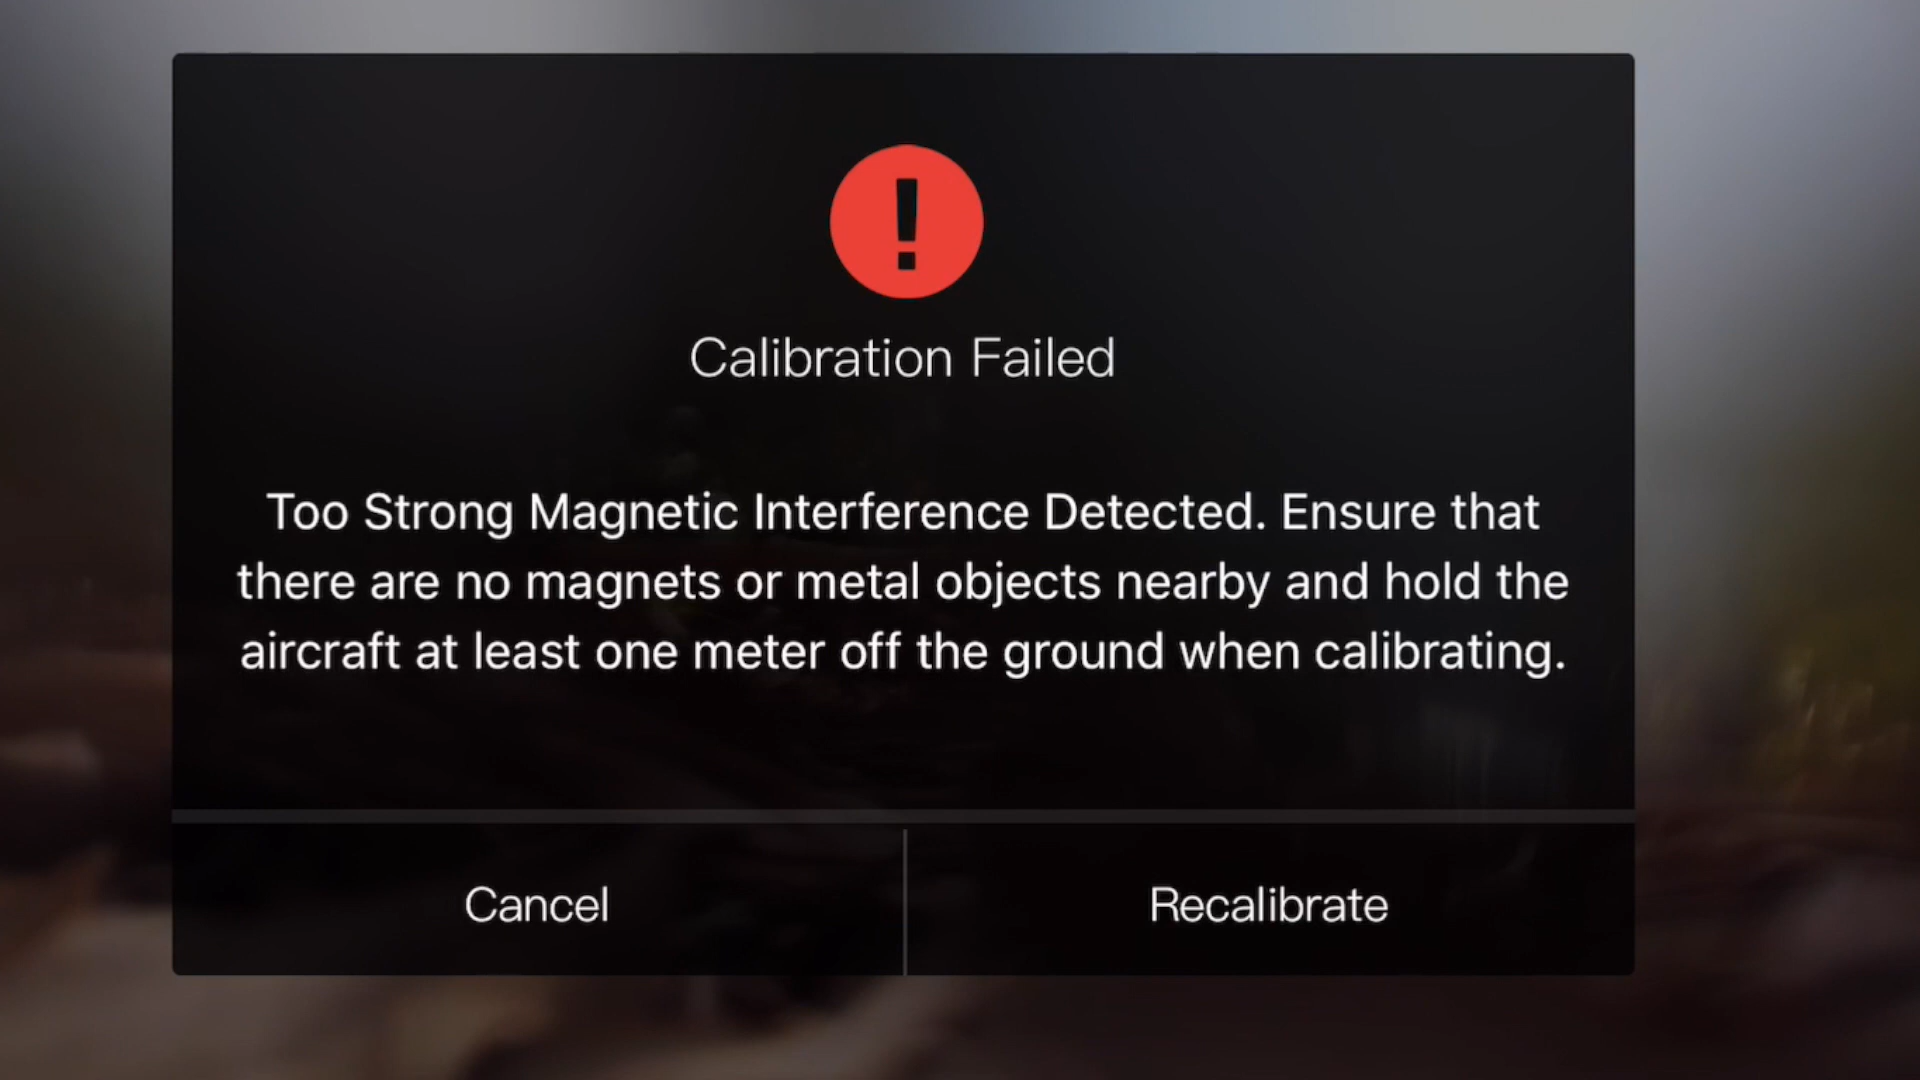 !
Calibration Failed
Too Strong Magnetic Interference Detected. Ensure that
there are no magnets or metal objects nearby and hold the
aircraft at least one meter off the ground when calibrating.
Cancel
Recalibrate